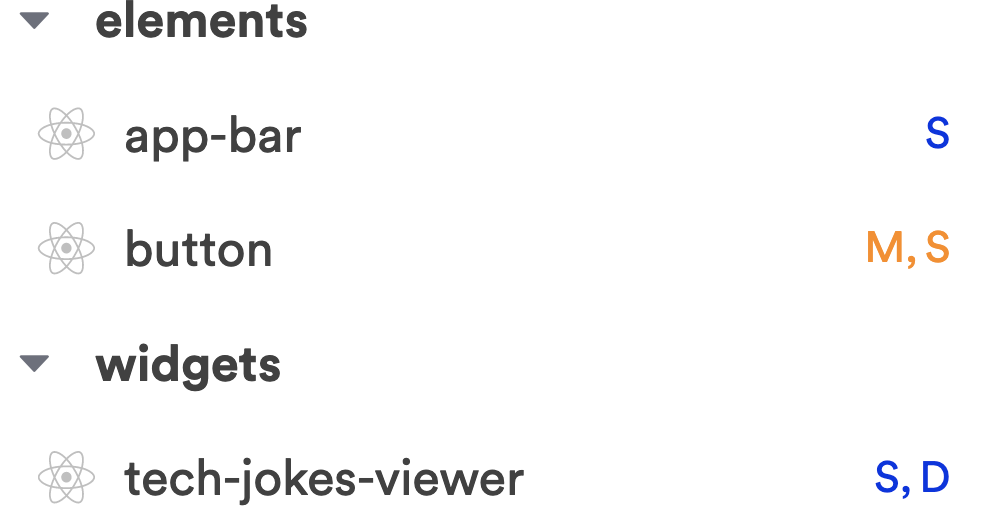 elements
app-bar S
button M, S
widgets
tech-jokes-viewer S, D